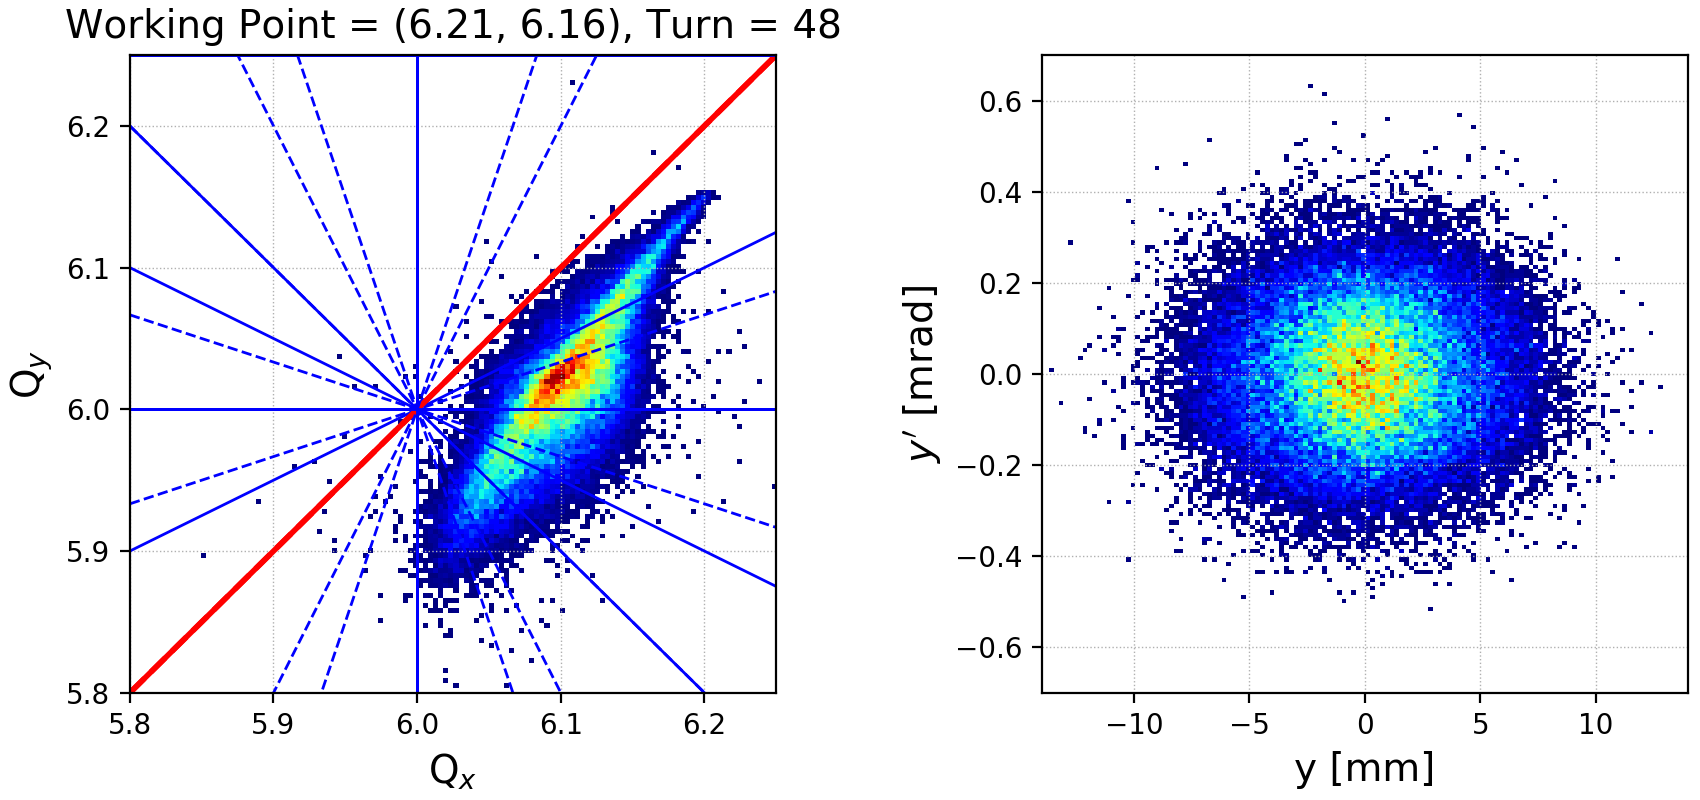 Working Point = (6.21, 6.16), Turn = 48
6.2
6.1
6.0
5.9
5.8
Qy
5.8 5.9 6.0 6.1 6.2
Qx
0.6
0.4
0.2
0.0
−0.2
−0.4
−0.6
y′ [mrad]
−10 −5 0 5 10
y [mm]